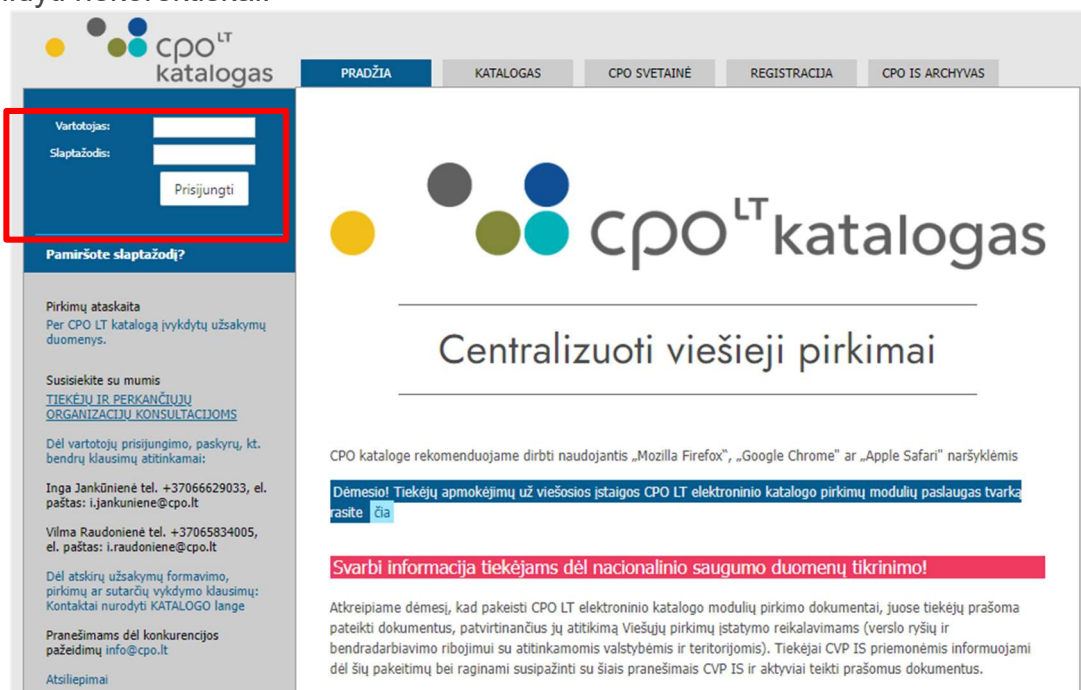 cpo LT
katalogas
PRADŽIA
KATALOGAS
CPO SVETAINĖ
REGISTRACIJA
CPO IS ARCHYVAS
Vartotojas:
Slaptažodis:
Prisijungti
Pamiršote slaptažodį?
Pirkimų ataskaita
Per CPO LT katalogą įvykdytų užsakymų
duomenys.
Susisiekite su mumis
TIEKĖJŲ IR PERKANČIŲJŲ
ORGANIZACIJŲ KONSULTACIJOMS
Dėl vartotojų prisijungimo, paskyrų, kt.
bendrų klausimų atitinkamai:
Inga Jankūnienė tel. +37066629033, el.
paštas: i.jankuniene@cpo.lt
Vilma Raudonienė tel. +37065834005,
el. paštas: i.raudoniene@cpo.lt
Dėl atskirų užsakymų formavimo,
pirkimų ar sutarčių vykdymo klausimų:
Kontaktai nurodyti KATALOGO lange
Pranešimams dėl konkurencijos
pažeidimų info@cpo.lt
Atsiliepimai
cpo LT katalogas
Centralizuoti viešieji pirkimai
CPO kataloge rekomenduojame dirbti naudojantis „Mozilla Firefox", „Google Chrome" ar „Apple Safari" naršyklėmis
Dėmesio! Tiekėjų apmokėjimų už viešosios įstaigos CPO LT elektroninio katalogo pirkimų modulių paslaugas tvarką
rasite čia
Svarbi informacija tiekėjams dėl nacionalinio saugumo duomenų tikrinimo!
Atkreipiame dėmesį, kad pakeisti CPO LT elektroninio katalogo modulių pirkimo dokumentai, juose tiekėjų prašoma
pateikti dokumentus, patvirtinančius jų atitikimą Viešųjų pirkimų įstatymo reikalavimams (verslo ryšių ir
bendradarbiavimo ribojimui su atitinkamomis valstybėmis ir teritorijomis). Tiekėjai CVP IS priemonėmis informuojami
dėl šių pakeitimų bei raginami susipažinti su šiais pranešimais CVP IS ir aktyviai teikti prašomus dokumentus.